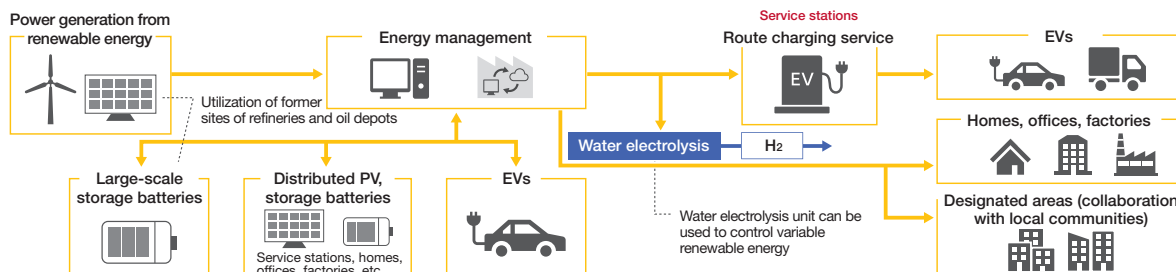 Power generation from
renewable energy
Energy management
Service stations
Route charging service
EV
EVs
Utilization of former
sites of refineries and oil depots
Water electrolysis
H2
Homes, offices, factories
Large-scale
storage batteries
Distributed PV,
storage batteries
Service stations, homes,
offices, factories, etc.
EVs
Water electrolysis unit can be
used to control variable
renewable energy
Designated areas (collaboration
with local communities)